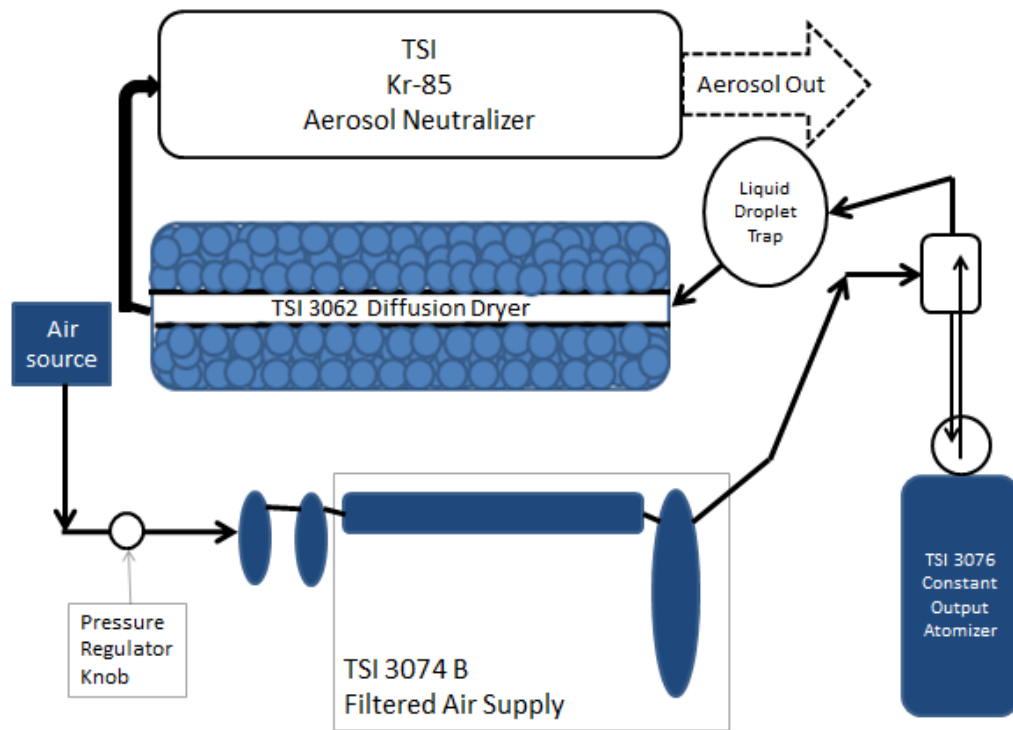 TSI
Kr-85
Aerosol Neutralizer
Aerosol Out
Liquid
Droplet
Trap
TSI 3062 Diffusion Dryer
Air
source
Pressure
Regulator
Knob
TSI 3074 B
Filtered Air Supply
TSI 3076
Constant
Output
Atomizer